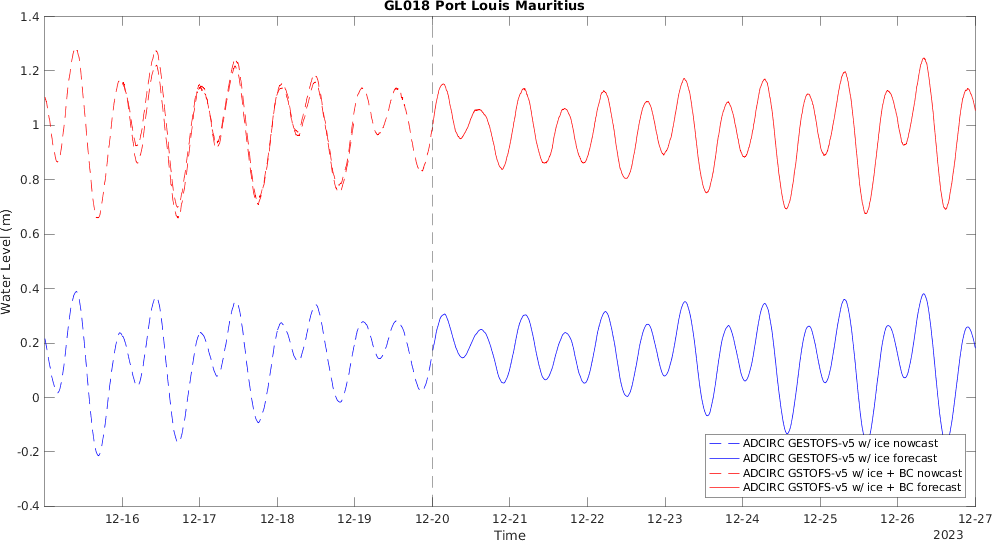 GL018 Port Louis Mauritius
1.4
1.2
1
0.8
0.6
0.4
0.2
0
-0.2
-0.4
Water Level (m)
ADCIRC GESTOFS-v5 w/ ice nowcast
ADCIRC GESTOFS-v5 w/ ice forecast
ADCIRC GSTOFS-v5 w/ ice + BC nowcast
ADCIRC GSTOFS-v5 w/ ice + BC forecast
12-16 12-17 12-18 12-19 12-20 12-21 12-22 12-23 12-24 12-25 12-26 12-27
Time
2023